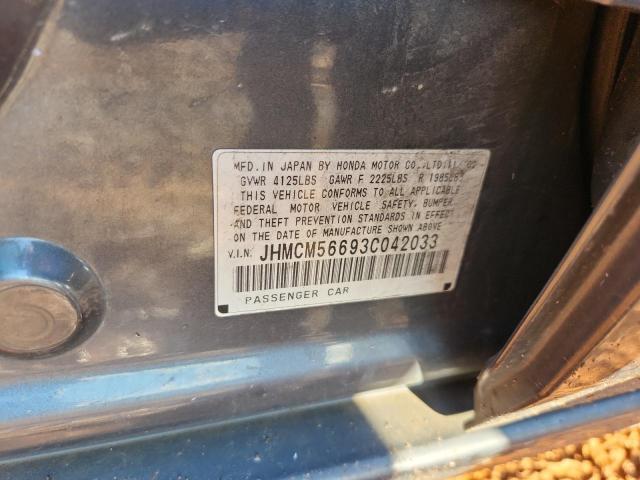 MFD. IN JAPAN BY HONDA MOTOR CO.,LTD.
GVWR 4125LBS GAWR F 2225LBS R 1985LBS
THIS VEHICLE CONFORMS TO ALL APPLICABLE
FEDERAL MOTOR VEHICLE SAFETY, BUMPER,
AND THEFT PREVENTION STANDARDS IN EFFECT
ON THE DATE OF MANUFACTURE SHOWN ABOVE.
V.I.N: JHMCM56693C042033
PASSENGER CAR